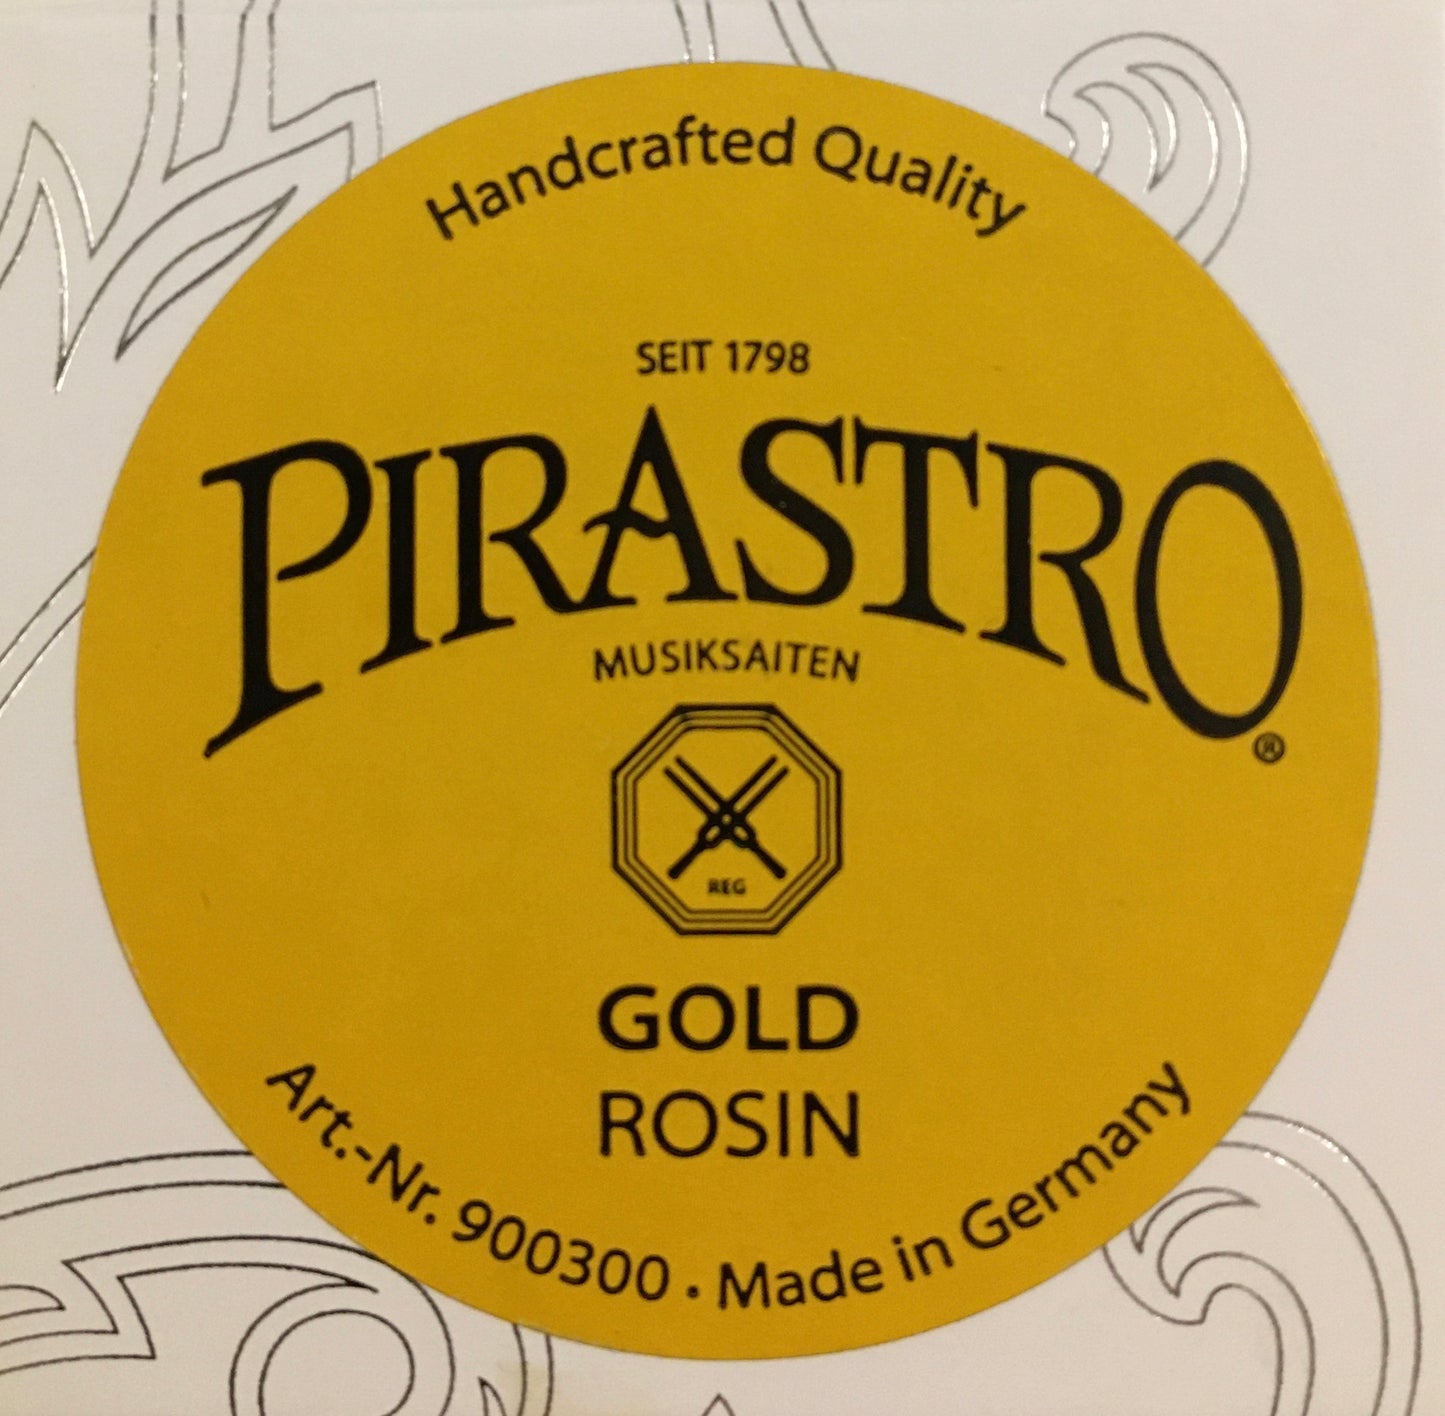 Handcrafted Quality
SEIT 1798
PIRASTRO®
MUSIKSAITEN
REG
GOLD
ROSIN
Art.-Nr. 900300 · Made in Germany